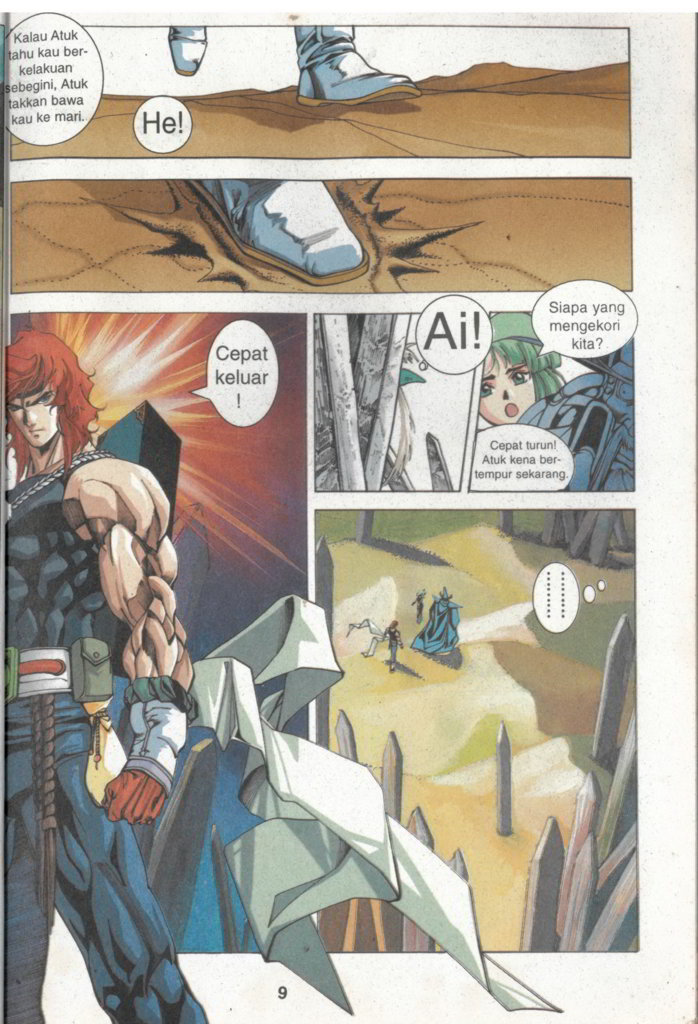 Kalau Atuk
tahu kau ber-
kelakuan
sebegini, Atuk
takkan bawa
kau ke mari.
He!
Cepat
keluar
!
Ai!
Siapa yang
mengekori
kita?
Cepat turun!
Atuk kena ber-
tempur sekarang.
9